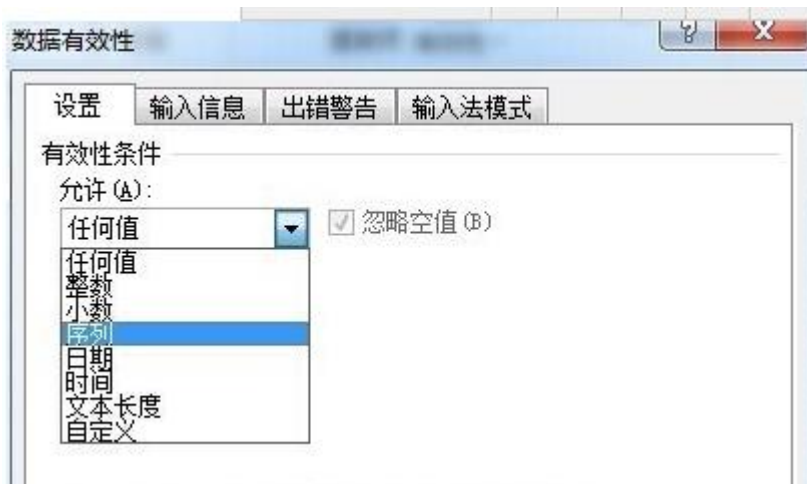 数据有效性
设置 输入信息 出错警告 输入法模式
有效性条件
允许(A):
任何值 忽略空值(B)
任何值
整数
小数
序列
日期
时间
文本长度
自定义